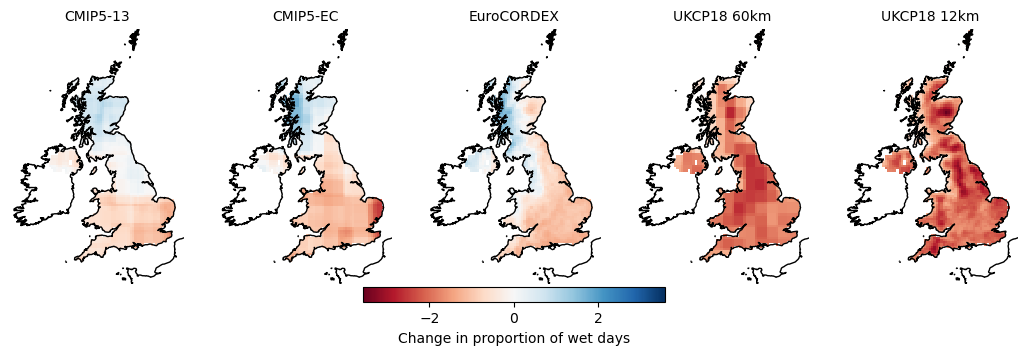 CMIP5-13 CMIP5-EC EuroCORDEX UKCP18 60km UKCP18 12km
−2 0 2
Change in proportion of wet days